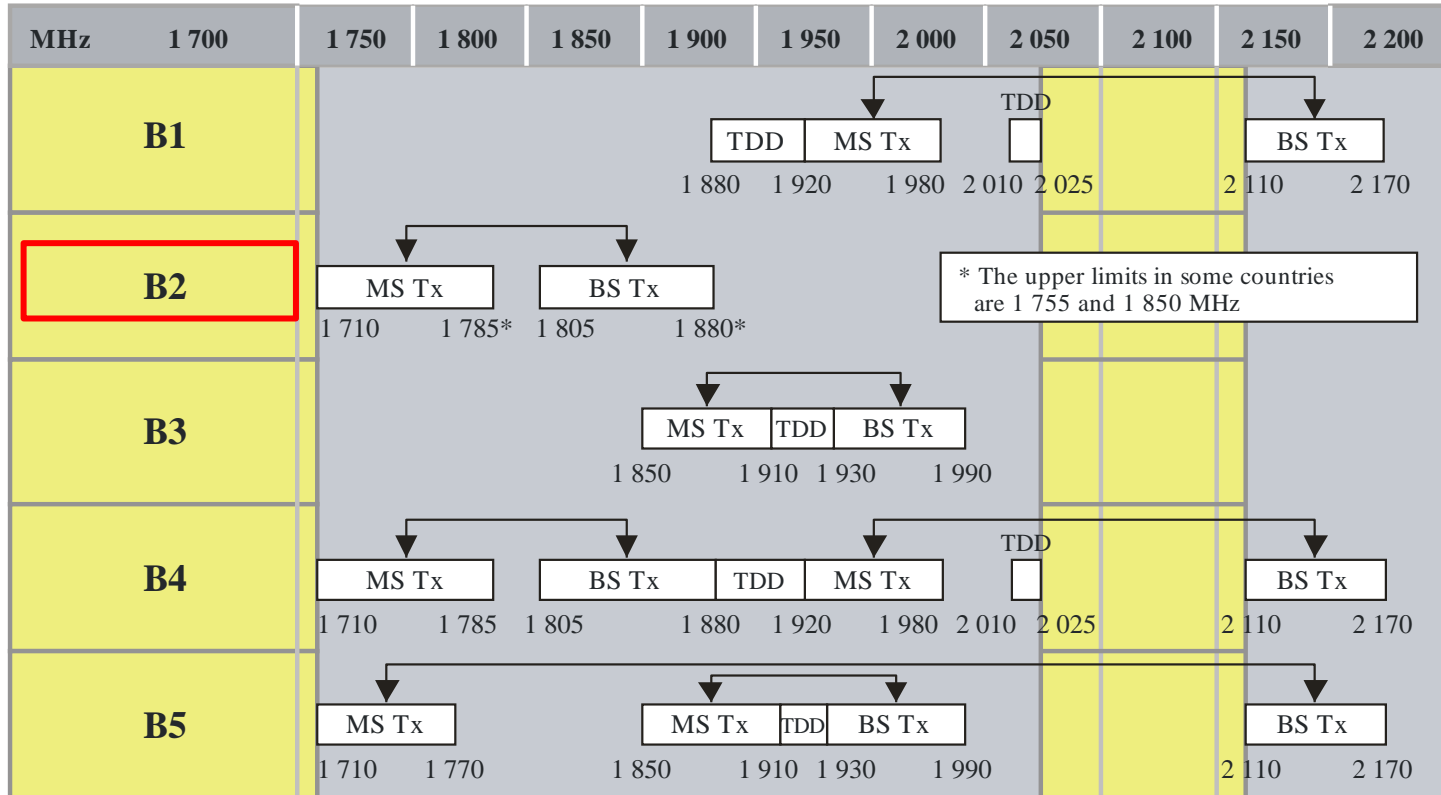 MHz 1 700 1 750 1 800 1 850 1 900 1 950 2 000 2 050 2 100 2 150 2 200
TDD
B1 TDD MS Tx BS Tx
1 880 1 920 1 980 2 010 2 025 2 110 2 170
B2 MS Tx BS Tx
1 710 1 785* 1 805 1 880*
* The upper limits in some countries
are 1 755 and 1 850 MHz
B3 MS Tx TDD BS Tx
1 850 1 910 1 930 1 990
TDD
B4 MS Tx BS Tx TDD MS Tx BS Tx
1 710 1 785 1 805 1 880 1 920 1 980 2 010 2 025 2 110 2 170
B5 MS Tx MS Tx TDD BS Tx BS Tx
1 710 1 770 1 850 1 910 1 930 1 990 2 110 2 170